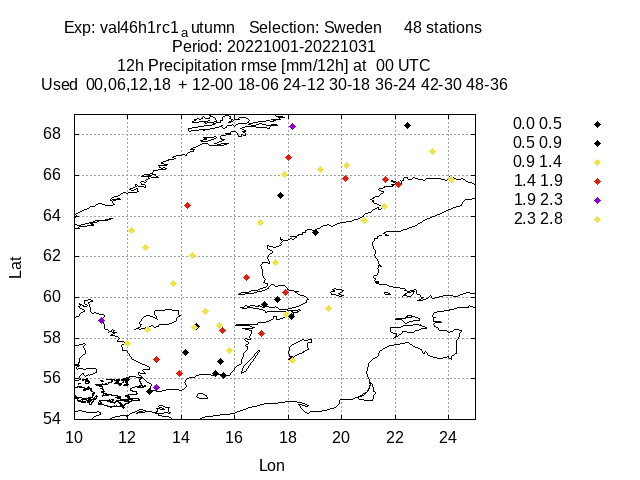 Exp: val46h1rc1autumn Selection: Sweden 48 stations
Period: 20221001-20221031
12h Precipitation rmse [mm/12h] at 00 UTC
Used 00,06,12,18 + 12-00 18-06 24-12 30-18 36-24 42-30 48-36
0.0 0.5
0.5 0.9
0.9 1.4
1.4 1.9
1.9 2.3
2.3 2.8
68
66
64
62
60
58
56
54
Lat
10 12 14 16 18 20 22 24
Lon